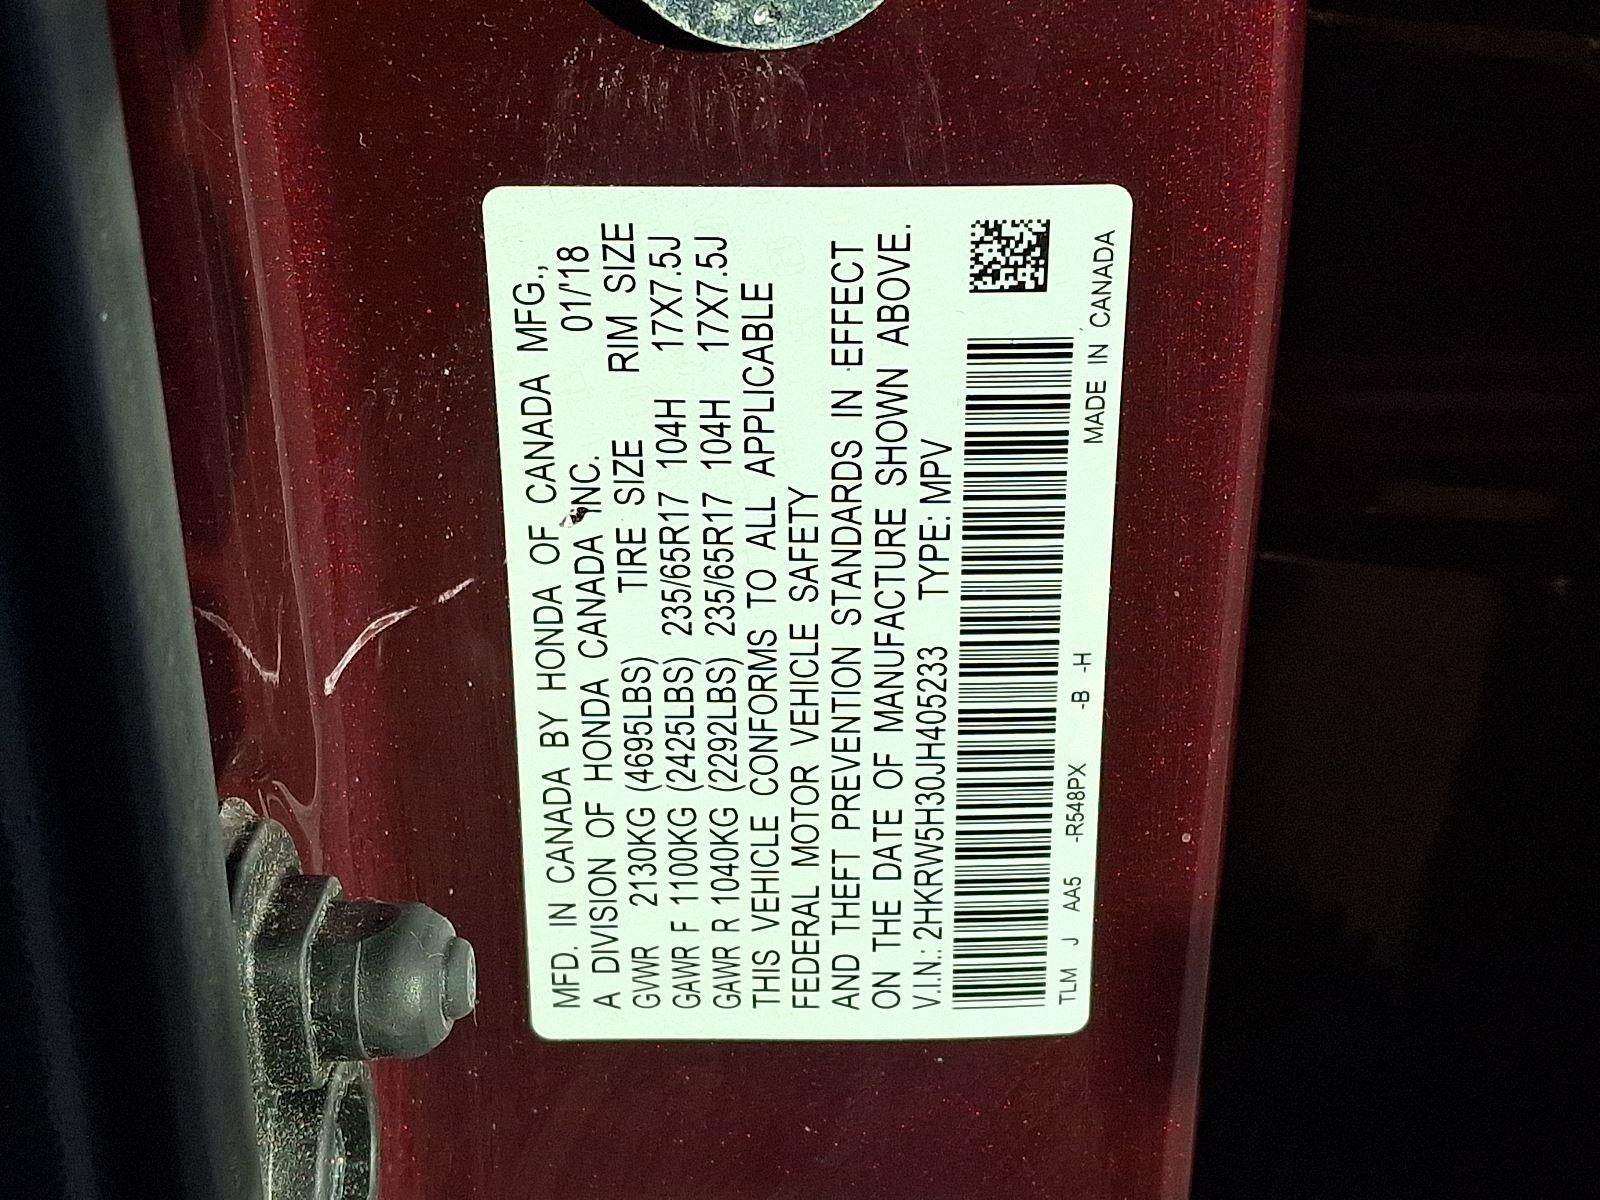 MFD. IN CANADA BY HONDA OF CANADA MFG.,
A DIVISION OF HONDA CANADA INC. 01/'18
GVWR 2130KG (4695LBS) TIRE SIZE RIM SIZE
GAWR F 1100KG (2425LBS) 235/65R17 104H 17X7.5J
GAWR R 1040KG (2292LBS) 235/65R17 104H 17X7.5J
THIS VEHICLE CONFORMS TO ALL APPLICABLE
FEDERAL MOTOR VEHICLE SAFETY
AND THEFT PREVENTION STANDARDS IN EFFECT
ON THE DATE OF MANUFACTURE SHOWN ABOVE.
V.I.N.: 2HKRW5H30JH405233 TYPE: MPV
TLM J AA5 -R548PX -B -H MADE IN CANADA